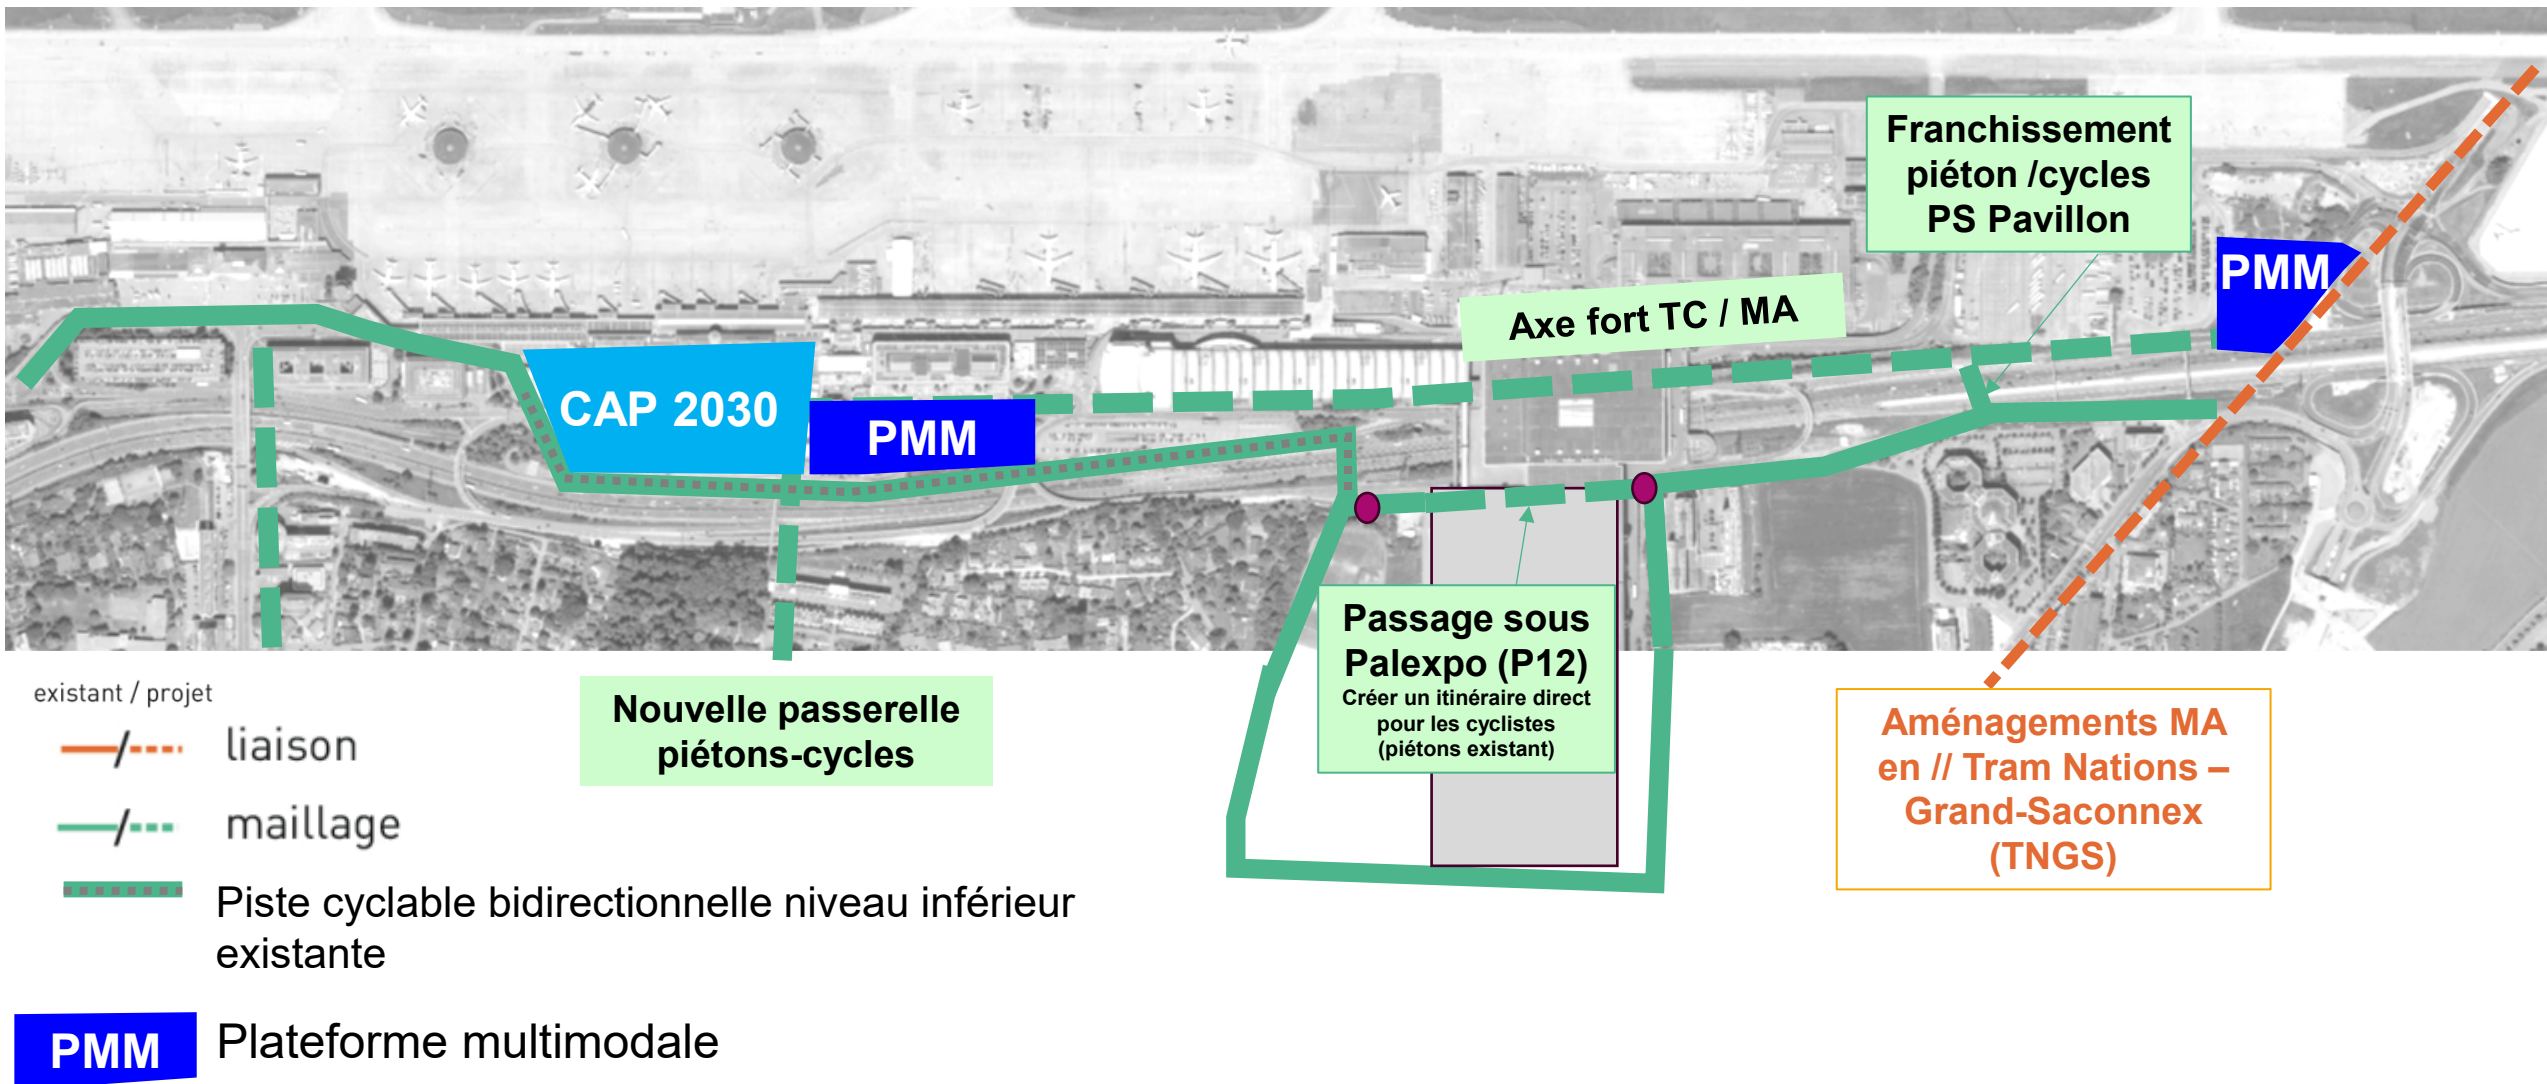 Franchissement
piéton /cycles
PS Pavillon
PMM
Axe fort TC / MA
CAP 2030
PMM
Passage sous
Palexpo (P12)
Créer un itinéraire direct
pour les cyclistes
(piétons existant)
Nouvelle passerelle
piétons-cycles
Aménagements MA
en // Tram Nations –
Grand-Saconnex
(TNGS)
existant / projet
liaison
maillage
Piste cyclable bidirectionnelle niveau inférieur
existante
PMM
Plateforme multimodale